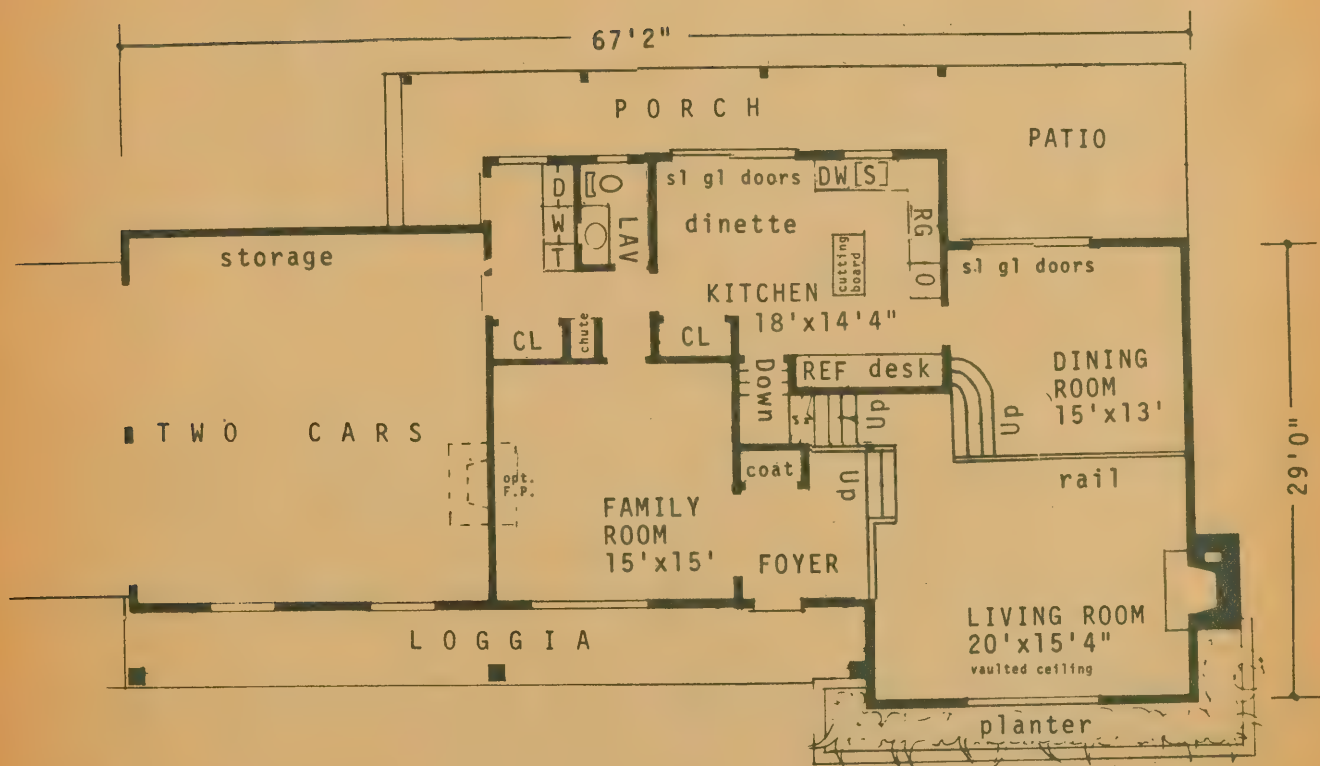 67'2"
PORCH
PATIO
sl gl doors
DW[S]
D
W
T
LAV
dinette
RG
cutting
board
O
sl gl doors
storage
KITCHEN
18'x14'4"
CL
chute
CL
Down
REF desk
DINING
ROOM
15'x13'
Up
Up
TWO CARS
29'0"
coat
Up
rail
opt.
F.P.
FAMILY
ROOM
15'x15'
FOYER
LIVING ROOM
20'x15'4"
vaulted ceiling
LOGGIA
planter